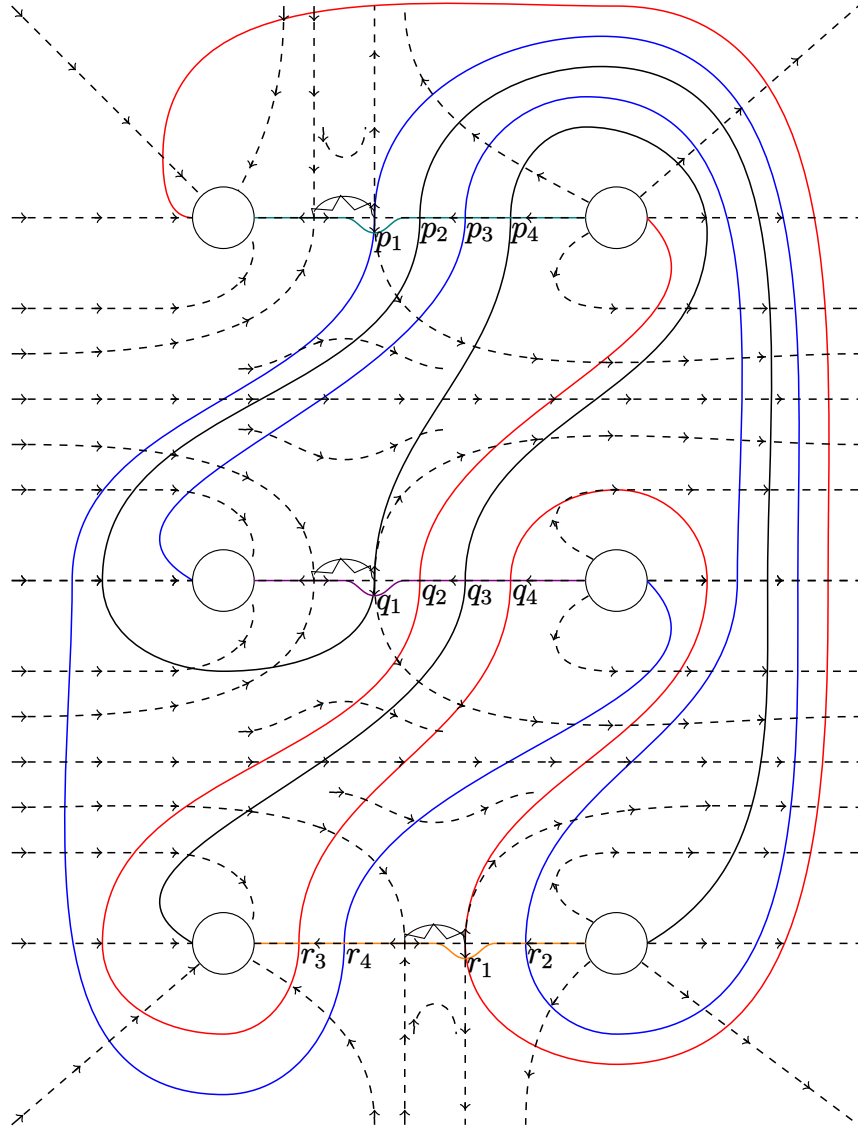 p₁ p₂ p₃ p₄
q₁ q₂ q₃ q₄
r₃ r₄ r₁ r₂